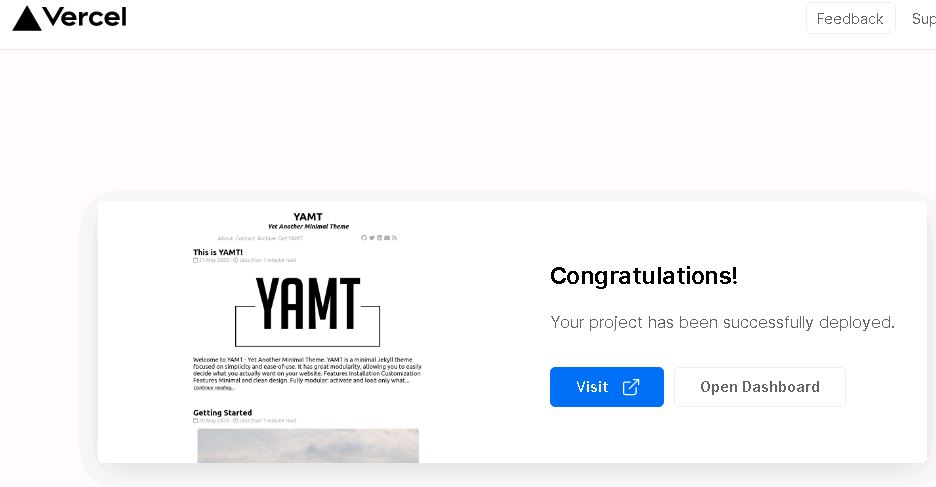 Vercel
Feedback
Sup
YAMT
Yet Another Minimal Theme
About Contact Archive Get YAMT
This is YAMT!
21 May 2020 - Less than 1 minute read
YAMT
Welcome to YAMT - Yet Another Minimal Theme. YAMT is a minimal Jekyll theme
focused on simplicity and ease-of-use. It has great modularity, allowing you to easily
decide what you actually want on your website. Features Installation Customization
Features Minimal and clean design. Fully modular: activate and load only what...
Continue reading...
Getting Started
20 May 2020 - Less than 1 minute read
Congratulations!
Your project has been successfully deployed.
Visit
Open Dashboard